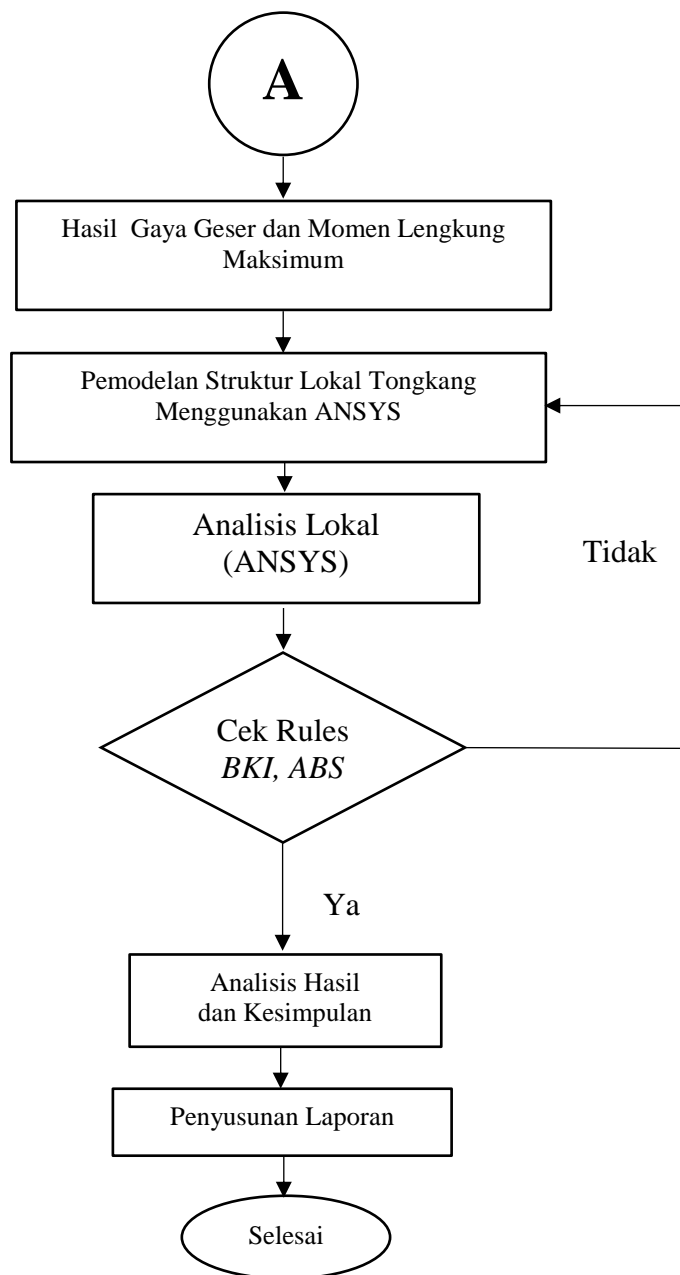 A
Hasil Gaya Geser dan Momen Lengkung
Maksimum
Pemodelan Struktur Lokal Tongkang
Menggunakan ANSYS
Analisis Lokal
(ANSYS)
Tidak
Cek Rules
BKI, ABS
Ya
Analisis Hasil
dan Kesimpulan
Penyusunan Laporan
Selesai